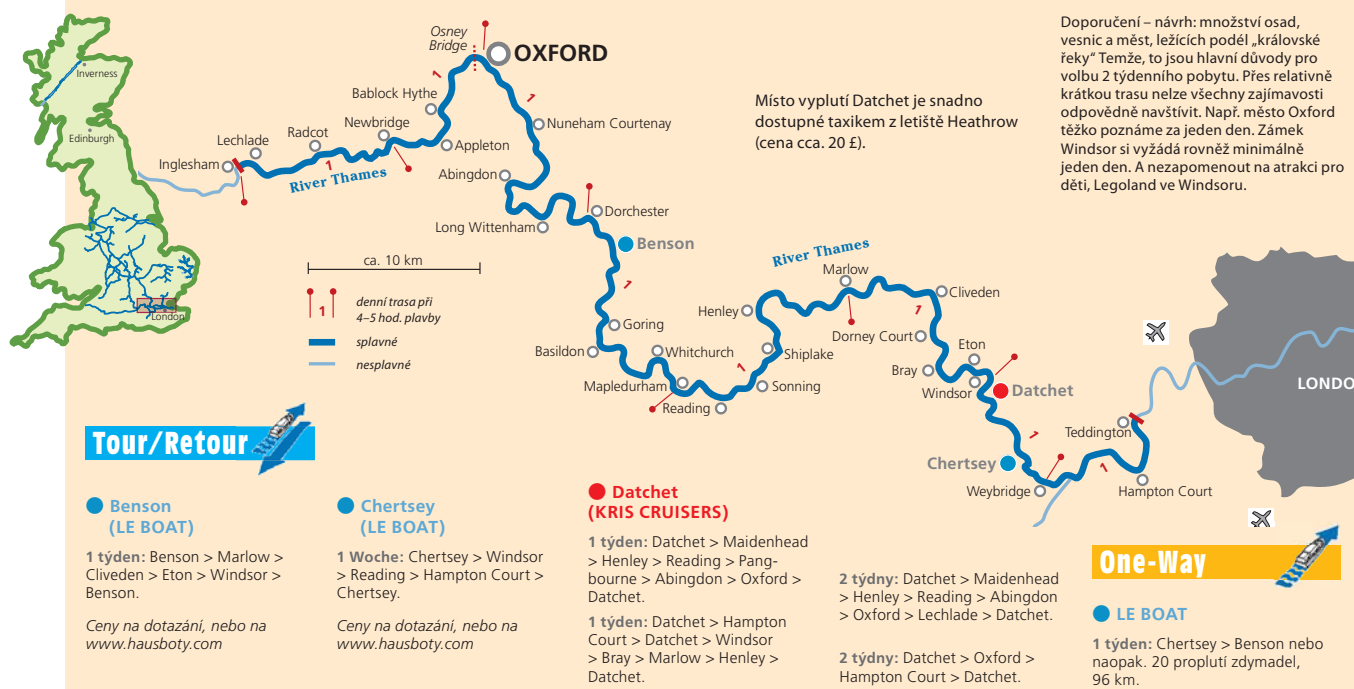 Inverness
Edinburgh
London
Osney
Bridge
OXFORD
Bablock Hythe
Nuneham Courtenay
Newbridge
Radcot
Lechlade
Inglesham
Appleton
River Thames
Abingdon
Dorchester
Long Wittenham
Benson
ca. 10 km
1
denní trasa při
4–5 hod. plavby
splavné
nesplavné
1
1
1
1
1
1
1
1
Goring
Basildon
Whitchurch
Mapledurham
Reading
Sonning
Shiplake
Henley
River Thames
Marlow
Cliveden
Dorney Court
Eton
Bray
Windsor
Datchet
Chertsey
Weybridge
Teddington
Hampton Court
LONDO
Místo vyplutí Datchet je snadno
dostupné taxikem z letiště Heathrow
(cena cca. 20 £).
Doporučení – návrh: množství osad,
vesnic a měst, ležících podél „královské
řeky“ Temže, to jsou hlavní důvody pro
volbu 2 týdenního pobytu. Přes relativně
krátkou trasu nelze všechny zajímavosti
odpovědně navštívit. Např. město Oxford
těžko poznáme za jeden den. Zámek
Windsor si vyžádá rovněž minimálně
jeden den. A nezapomenout na atrakci pro
děti, Legoland ve Windsoru.
Tour/Retour
Benson
(LE BOAT)
1 týden: Benson > Marlow >
Cliveden > Eton > Windsor >
Benson.
Ceny na dotazání, nebo na
www.hausboty.com
Chertsey
(LE BOAT)
1 Woche: Chertsey > Windsor
> Reading > Hampton Court >
Chertsey.
Ceny na dotazání, nebo na
www.hausboty.com
Datchet
(KRIS CRUISERS)
1 týden: Datchet > Maidenhead
> Henley > Reading > Pang-
bourne > Abingdon > Oxford >
Datchet.
1 týden: Datchet > Hampton
Court > Datchet > Windsor
> Bray > Marlow > Henley >
Datchet.
2 týdny: Datchet > Maidenhead
> Henley > Reading > Abingdon
> Oxford > Lechlade > Datchet.
2 týdny: Datchet > Oxford >
Hampton Court > Datchet.
One-Way
LE BOAT
1 týden: Chertsey > Benson nebo
naopak. 20 proplutí zdymadel,
96 km.